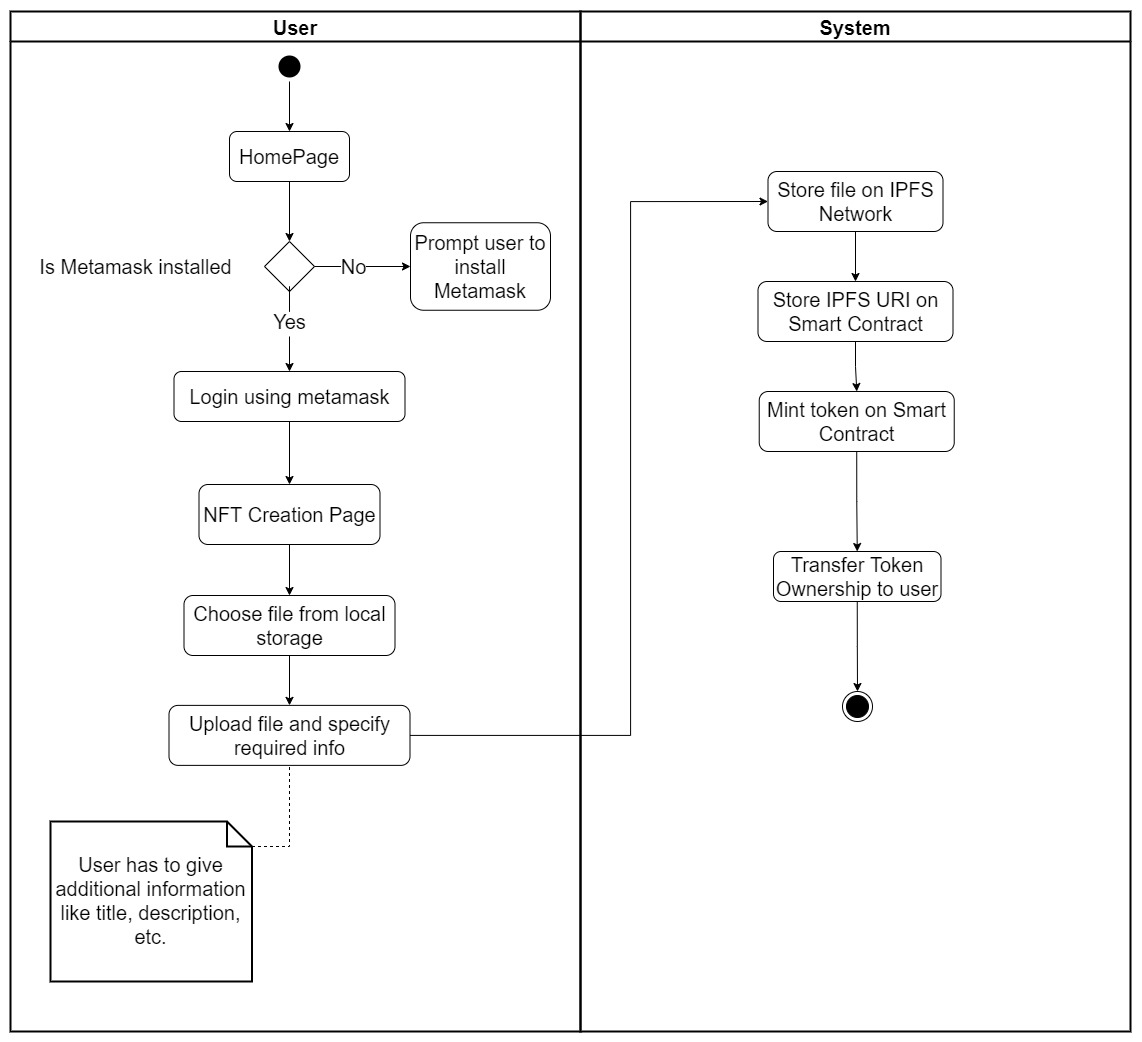 User
System
HomePage
Is Metamask installed
No
Prompt user to
install
Metamask
Yes
Login using metamask
NFT Creation Page
Choose file from local
storage
Upload file and specify
required info
User has to give
additional information
like title, description,
etc.
Store file on IPFS
Network
Store IPFS URI on
Smart Contract
Mint token on Smart
Contract
Transfer Token
Ownership to user